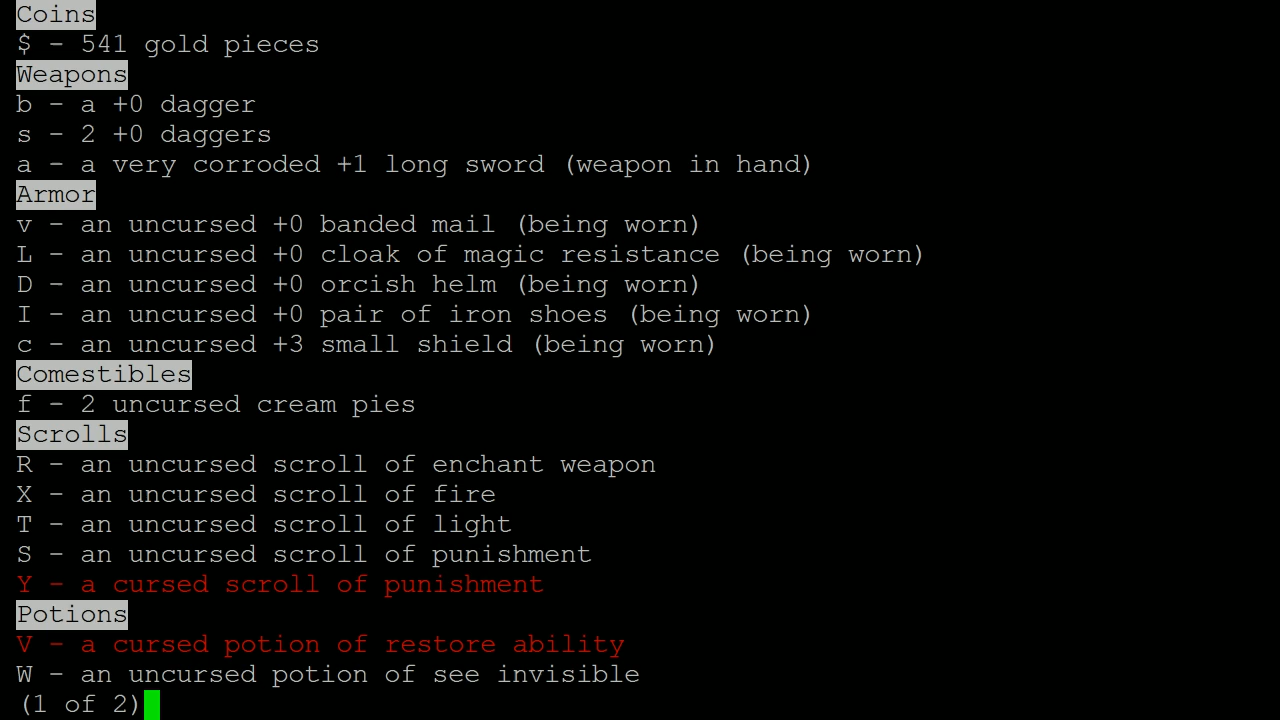 Coins
$ - 541 gold pieces
Weapons
b - a +0 dagger
s - 2 +0 daggers
a - a very corroded +1 long sword (weapon in hand)
Armor
v - an uncursed +0 banded mail (being worn)
L - an uncursed +0 cloak of magic resistance (being worn)
D - an uncursed +0 orcish helm (being worn)
I - an uncursed +0 pair of iron shoes (being worn)
c - an uncursed +3 small shield (being worn)
Comestibles
f - 2 uncursed cream pies
Scrolls
R - an uncursed scroll of enchant weapon
X - an uncursed scroll of fire
T - an uncursed scroll of light
S - an uncursed scroll of punishment
Y - a cursed scroll of punishment
Potions
V - a cursed potion of restore ability
W - an uncursed potion of see invisible
(1 of 2)